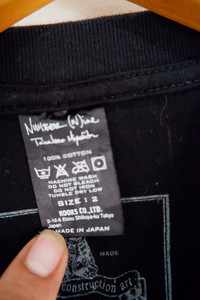 NUMBER (N)INE
Takahiro Miyashita
100% COTTON
MACHINE WASH
DO NOT BLEACH
DO NOT IRON
TUMBLE DRY LOW
SIZE : 2
KOOKS CO.,LTD.
Shibuya-ku Tokyo
Japan
MADE IN JAPAN
MADE
construction art